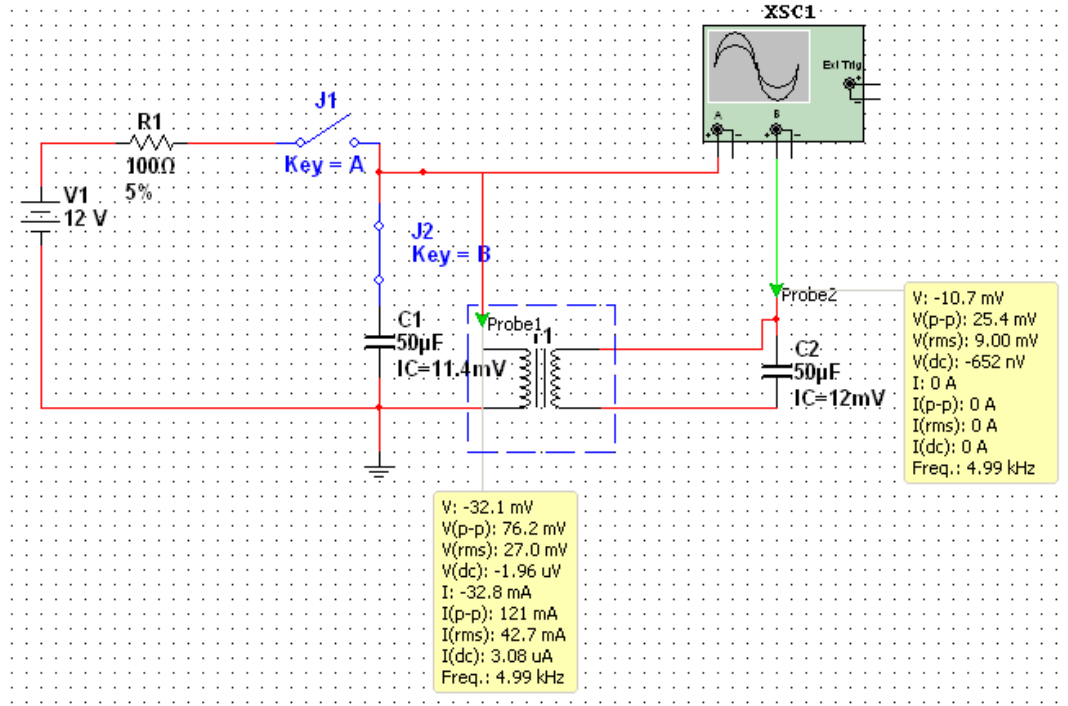 XSC1
Ext Trig
+
-
A
B
+
-
+
-
J1
R1
Key = A
100Ω
5%
V1
12 V
J2
Key = B
Probe2
V: -10.7 mV
V(p-p): 25.4 mV
V(rms): 9.00 mV
V(dc): -652 nV
I: 0 A
I(p-p): 0 A
I(rms): 0 A
I(dc): 0 A
Freq.: 4.99 kHz
Probe1
C1
50µF
IC=11.4mV
C2
50µF
IC=12mV
V: -32.1 mV
V(p-p): 76.2 mV
V(rms): 27.0 mV
V(dc): -1.96 uV
I: -32.8 mA
I(p-p): 121 mA
I(rms): 42.7 mA
I(dc): 3.08 uA
Freq.: 4.99 kHz